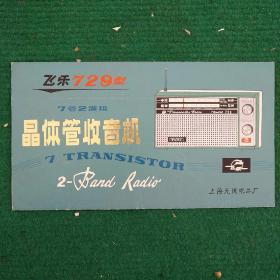 飞乐729型
7管2波段
晶体管收音机
7 TRANSISTOR
2-Band Radio
上海无线电二厂